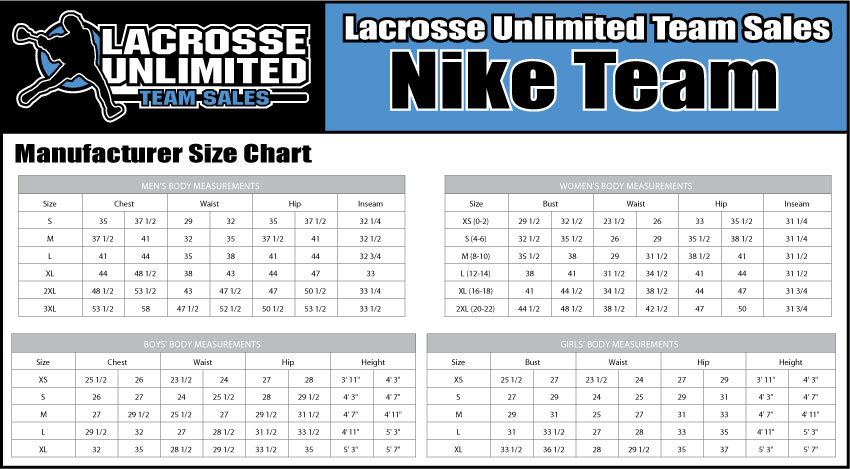 LACROSSE
UNLIMITED
TEAM SALES
Lacrosse Unlimited Team Sales
Nike Team
Manufacturer Size Chart
MEN'S BODY MEASUREMENTS
Size Chest Waist Hip Inseam
S 35 37 1/2 29 32 35 37 1/2 32 1/4
M 37 1/2 41 32 35 37 1/2 41 32 1/2
L 41 44 35 38 41 44 32 3/4
XL 44 48 1/2 38 43 44 47 33
2XL 48 1/2 53 1/2 43 47 1/2 47 50 1/2 33 1/4
3XL 53 1/2 58 47 1/2 52 1/2 50 1/2 53 1/2 33 1/2
WOMEN'S BODY MEASUREMENTS
Size Bust Waist Hip Inseam
XS (0-2) 29 1/2 32 1/2 23 1/2 26 33 35 1/2 31 1/4
S (4-6) 32 1/2 35 1/2 26 29 35 1/2 38 1/2 31 1/4
M (8-10) 35 1/2 38 29 31 1/2 38 1/2 41 31 1/4
L (12-14) 38 41 31 1/2 34 1/2 41 44 31 1/2
XL (16-18) 41 44 1/2 34 1/2 38 1/2 44 47 31 3/4
2XL (20-22) 44 1/2 48 1/2 38 1/2 42 1/2 47 50 31 3/4
BOYS' BODY MEASUREMENTS
Size Chest Waist Hip Height
XS 25 1/2 26 23 1/2 24 27 28 3' 11" 4' 3"
S 26 27 24 25 1/2 28 29 1/2 4' 3" 4' 7"
M 27 29 1/2 25 1/2 27 29 1/2 31 1/2 4' 7" 4' 11"
L 29 1/2 32 27 28 1/2 31 1/2 33 1/2 4' 11" 5' 3"
XL 32 35 28 1/2 29 1/2 33 1/2 35 5' 3" 5' 7"
GIRLS' BODY MEASUREMENTS
Size Bust Waist Hip Height
XS 25 1/2 27 23 1/2 24 27 29 3' 11" 4' 3"
S 27 29 24 25 29 31 4' 3" 4' 7"
M 29 31 25 27 31 33 4' 7" 4' 11"
L 31 33 1/2 27 28 33 35 4' 11" 5' 3"
XL 33 1/2 36 1/2 28 29 1/2 35 37 5' 3" 5' 7"